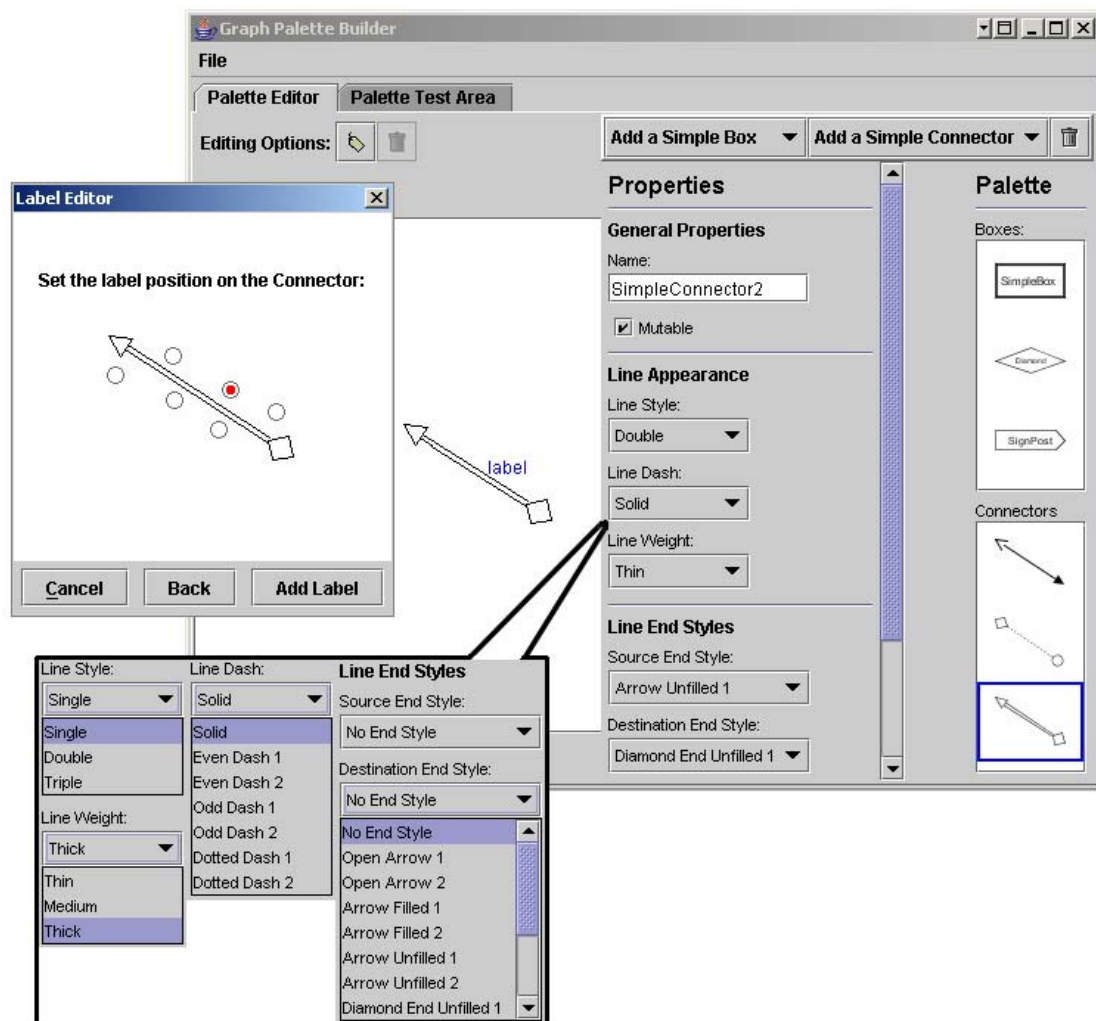 Graph Palette Builder
File
Palette Editor
Palette Test Area
Editing Options:
Add a Simple Box
Add a Simple Connector
Label Editor
Set the label position on the Connector:
Cancel
Back
Add Label
label
Properties
General Properties
Name:
SimpleConnector2
Mutable
Line Appearance
Line Style:
Double
Line Dash:
Solid
Line Weight:
Thin
Line End Styles
Source End Style:
Arrow Unfilled 1
Destination End Style:
Diamond End Unfilled 1
Palette
Boxes:
SimpleBox
Diamond
SignPost
Connectors
Line Style:
Single
Single
Double
Triple
Line Weight:
Thick
Thin
Medium
Thick
Line Dash:
Solid
Solid
Even Dash 1
Even Dash 2
Odd Dash 1
Odd Dash 2
Dotted Dash 1
Dotted Dash 2
Line End Styles
Source End Style:
No End Style
Destination End Style:
No End Style
No End Style
Open Arrow 1
Open Arrow 2
Arrow Filled 1
Arrow Filled 2
Arrow Unfilled 1
Arrow Unfilled 2
Diamond End Unfilled 1